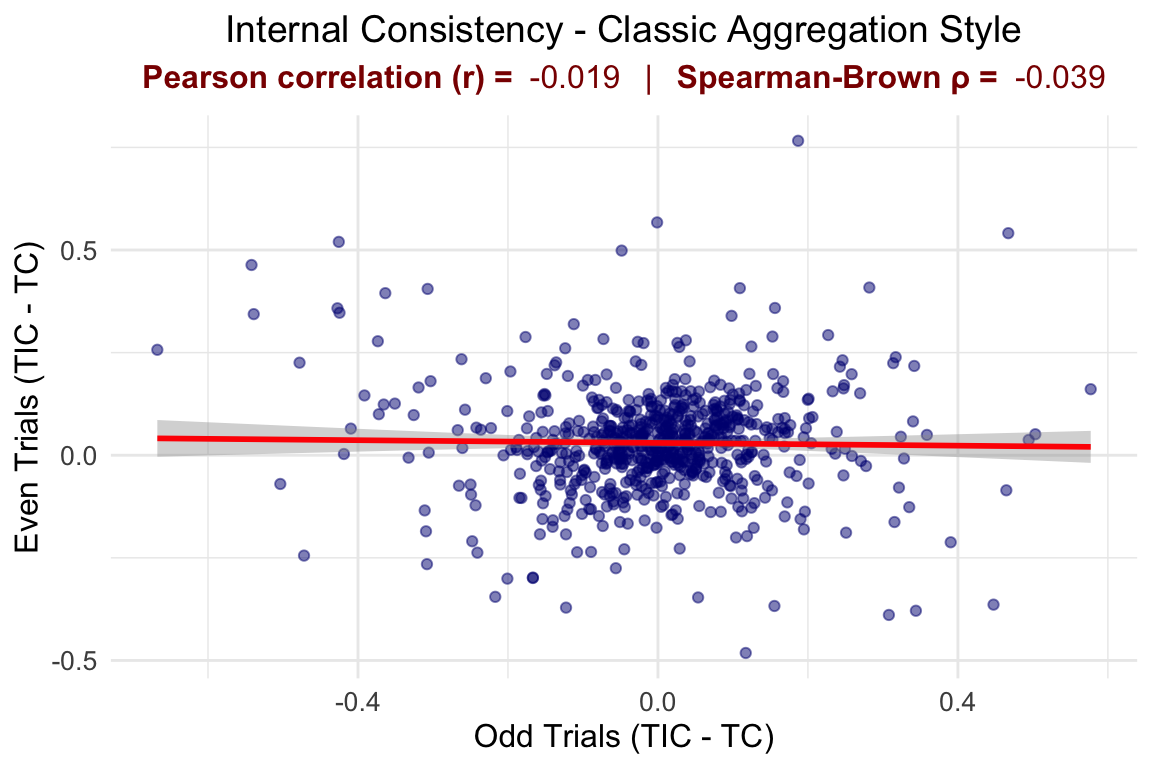 Internal Consistency - Classic Aggregation Style
Pearson correlation (r) = -0.019 | Spearman-Brown ρ = -0.039
Even Trials (TIC - TC)
0.5
0.0
-0.5
-0.4
0.0
0.4
Odd Trials (TIC - TC)